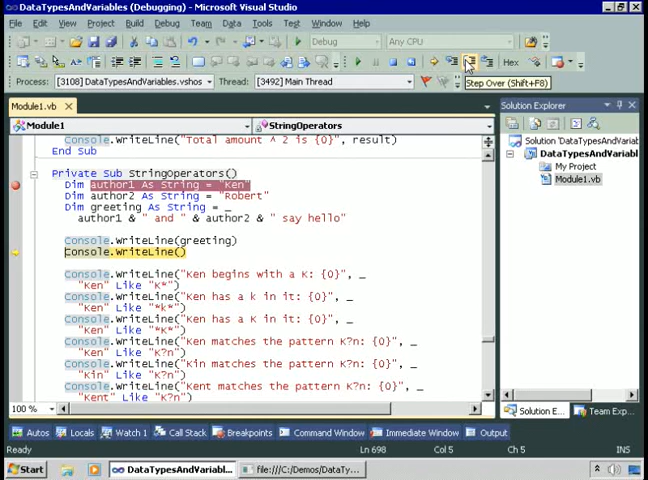 DataTypesAndVariables (Debugging) - Microsoft Visual Studio
File Edit View Project Build Debug Team Data Tools Test Window Help
Debug Any CPU
Hex
Process: [3108] DataTypesAndVariables.vshos Thread: [3492] Main Thread
Step Over (Shift+F8)
Module1.vb
Solution Explorer
Module1 StringOperators
Console.WriteLine("Total amount ^ 2 is {0}", result)
End Sub
Private Sub StringOperators()
Dim author1 As String = "Ken"
Dim author2 As String = "Robert"
Dim greeting As String = _
author1 & " and " & author2 & " say hello"
Console.WriteLine(greeting)
Console.WriteLine()
Console.WriteLine("Ken begins with a K: {0}", _
"Ken" Like "K*")
Console.WriteLine("Ken has a k in it: {0}", _
"Ken" Like "*k*")
Console.WriteLine("Ken has a K in it: {0}", _
"Ken" Like "*K*")
Console.WriteLine("Ken matches the pattern K?n: {0}", _
"Ken" Like "K?n")
Console.WriteLine("Kin matches the pattern K?n: {0}", _
"Kin" Like "K?n")
Console.WriteLine("Kent matches the pattern K?n: {0}", _
"Kent" Like "K?n")
100 %
Solution 'DataTypesAndVariab
DataTypesAndVariabl
My Project
Module1.vb
Solution E... Team Exp...
Autos Locals Watch 1 Call Stack Breakpoints Command Window Immediate Window Output
Ready Ln 698 Col 5 Ch 5 INS
Start DataTypesAndVariabl... file:///C:/Demos/DataTy...